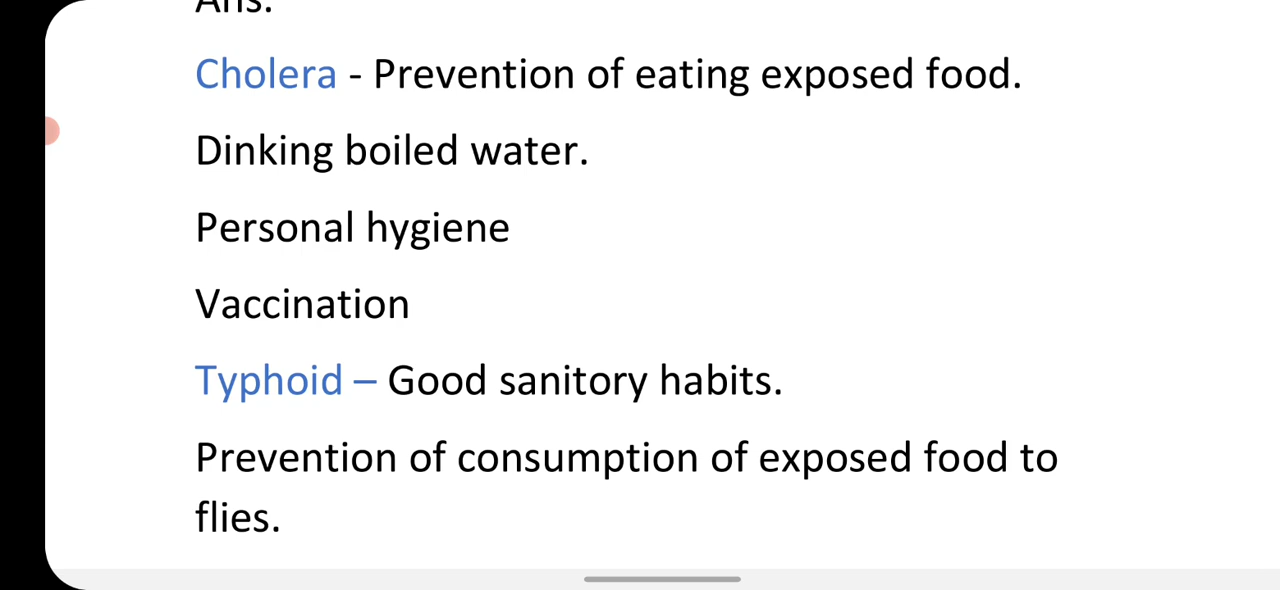 Ans.
Cholera - Prevention of eating exposed food.
Dinking boiled water.
Personal hygiene
Vaccination
Typhoid – Good sanitory habits.
Prevention of consumption of exposed food to
flies.